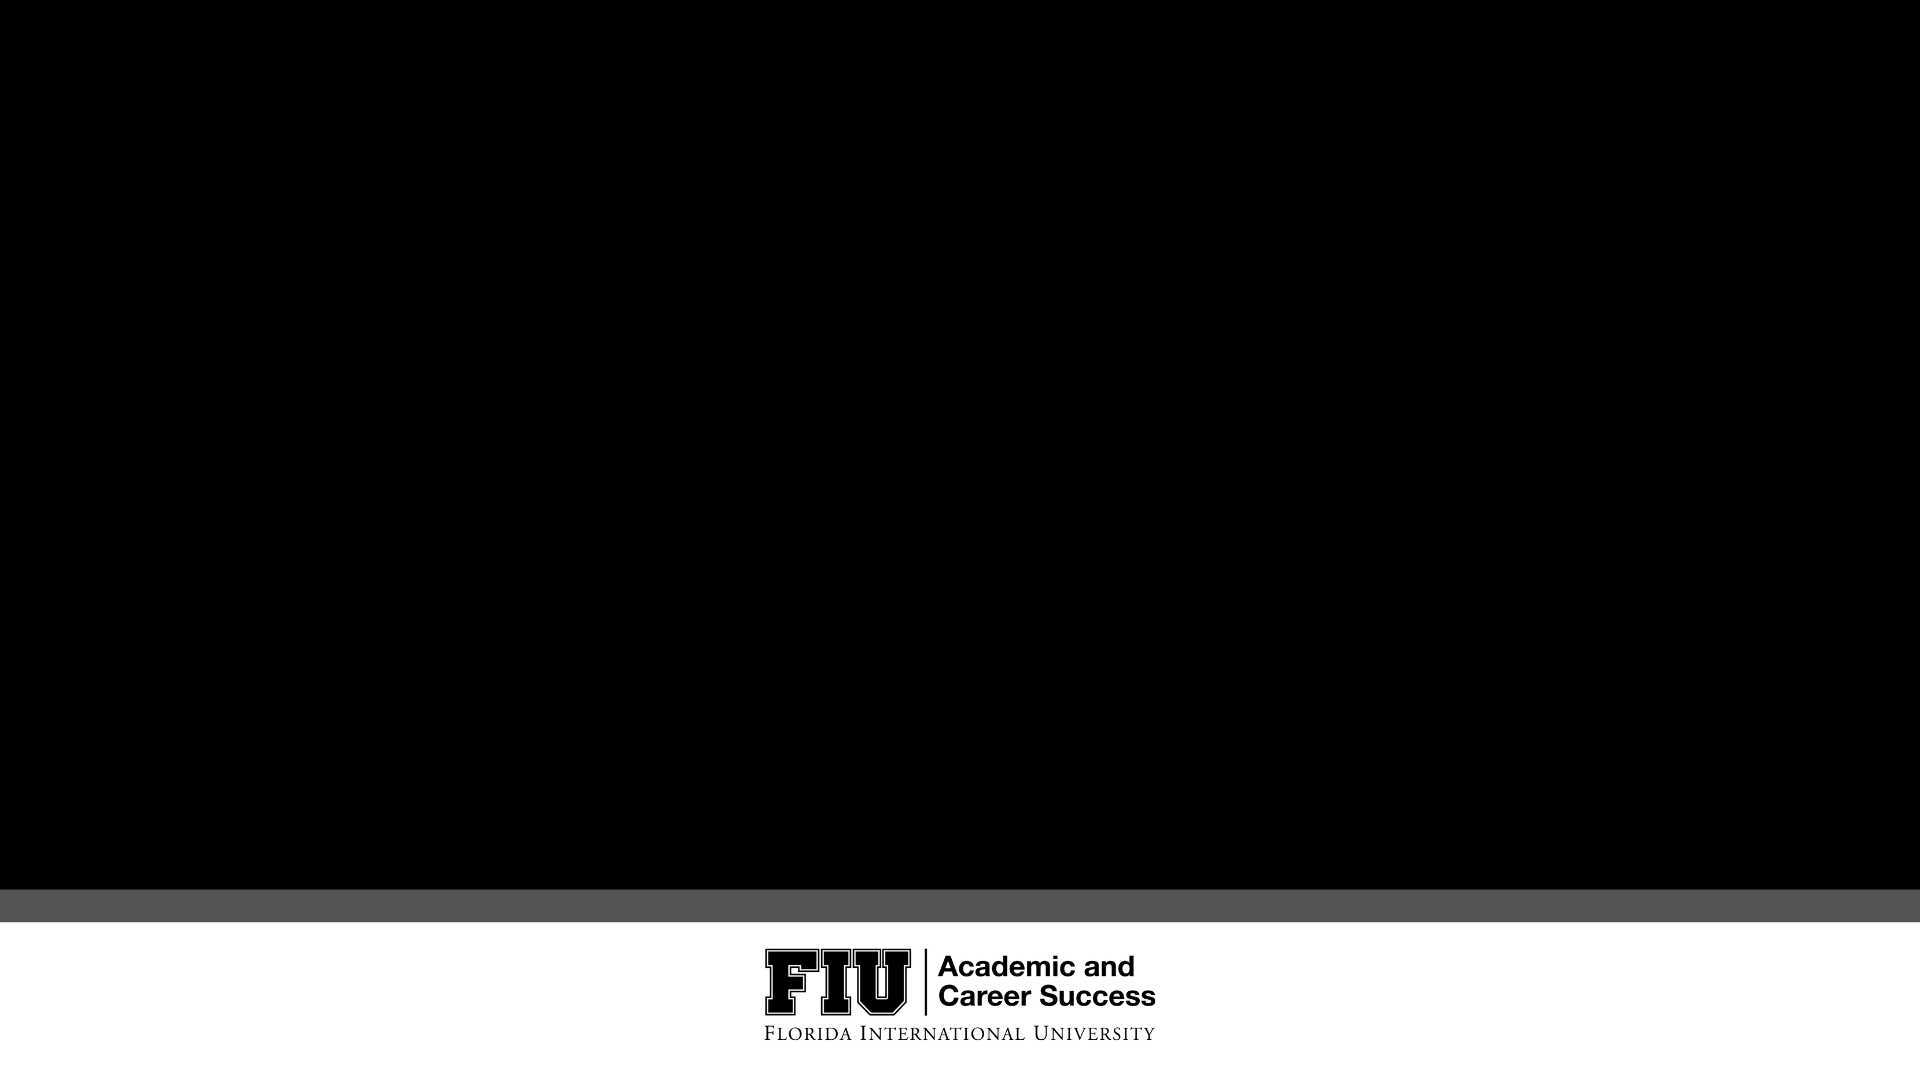 FIU
Academic and
Career Success
FLORIDA INTERNATIONAL UNIVERSITY